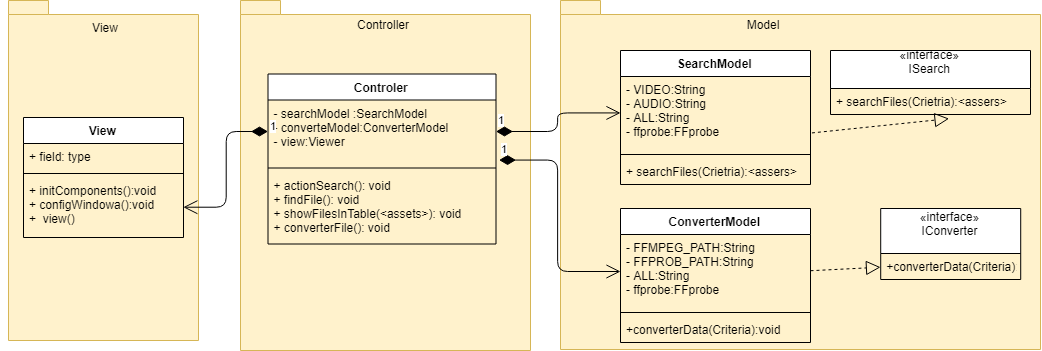 View
View
+ field: type
+ initComponents():void
+ configWindowa():void
+ view()
Controller
Controler
- searchModel :SearchModel
- converteModel:ConverterModel
- view:Viewer
+ actionSearch(): void
+ findFile(): void
+ showFilesInTable(<assets>): void
+ converterFile(): void
1
1
1
Model
SearchModel
- VIDEO:String
- AUDIO:String
- ALL:String
- ffprobe:FFprobe
+ searchFiles(Crietria):<assers>
«interface»
ISearch
+ searchFiles(Crietria):<assers>
ConverterModel
- FFMPEG_PATH:String
- FFPROB_PATH:String
- ALL:String
- ffprobe:FFprobe
+converterData(Criteria):void
«interface»
IConverter
+converterData(Criteria)